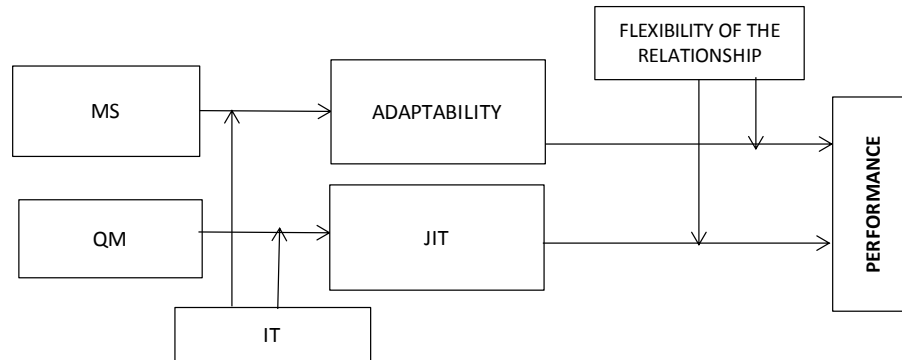 FLEXIBILITY OF THE
RELATIONSHIP
MS
ADAPTABILITY
PERFORMANCE
QM
JIT
IT